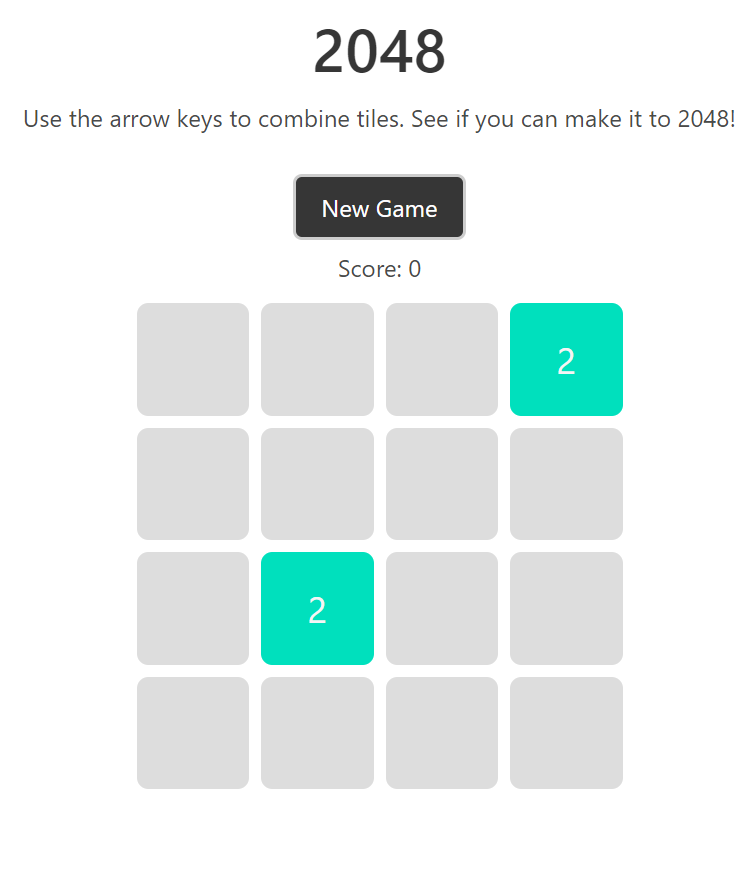 2048
Use the arrow keys to combine tiles. See if you can make it to 2048!
New Game
Score: 0
2
2